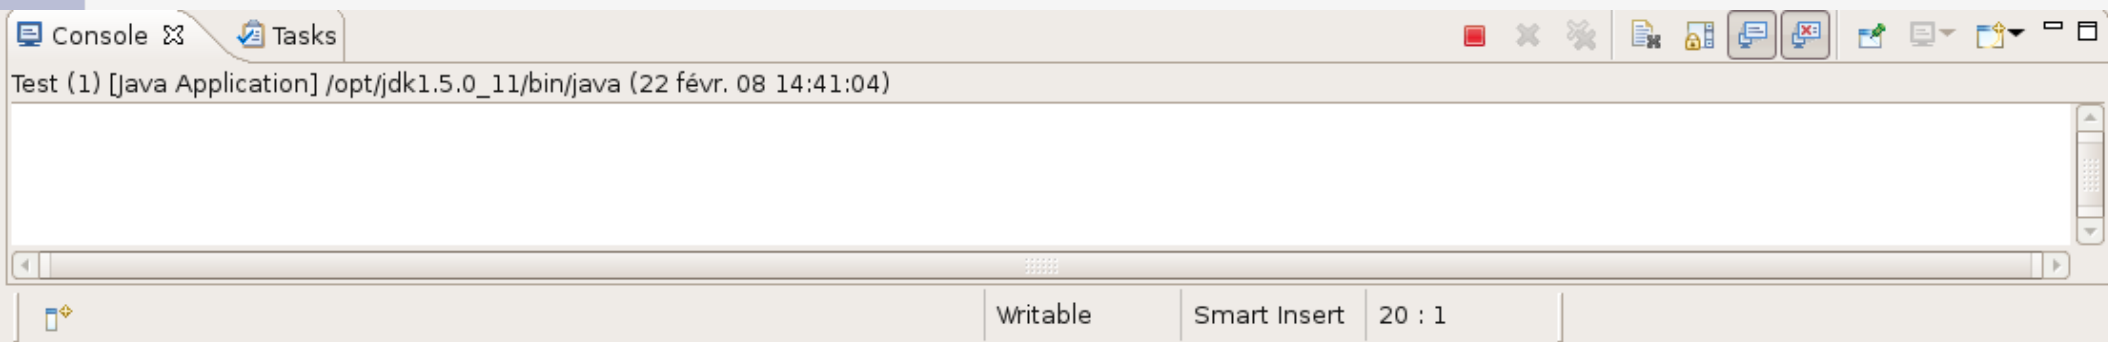 Console Tasks
Test (1) [Java Application] /opt/jdk1.5.0_11/bin/java (22 févr. 08 14:41:04)
Writable Smart Insert 20 : 1